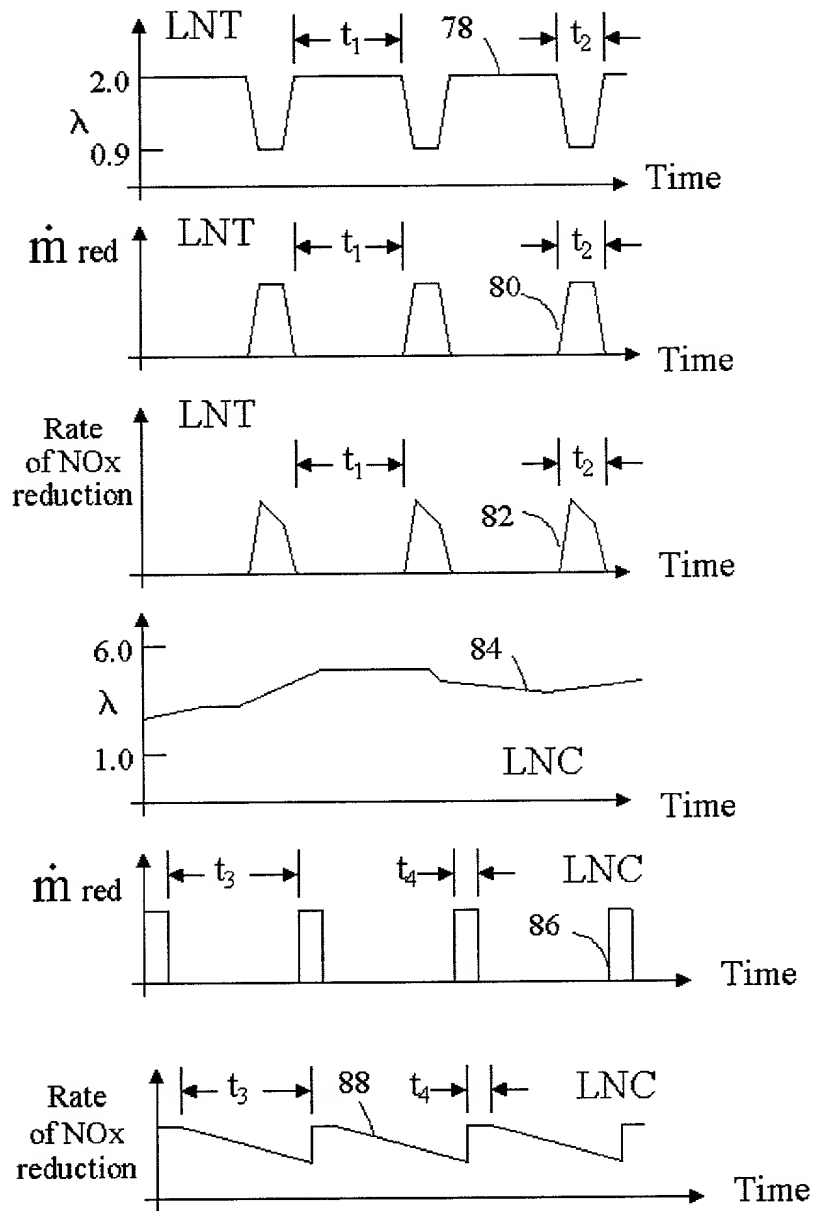 LNT
t₁
78
t₂
2.0
λ
0.9
Time
ṁ red
LNT
t₁
t₂
80
Time
Rate
of NOx
reduction
LNT
t₁
t₂
82
Time
6.0
84
λ
1.0
LNC
Time
ṁ red
t₃
t₄
LNC
86
Time
Rate
of NOx
reduction
t₃
88
t₄
LNC
Time